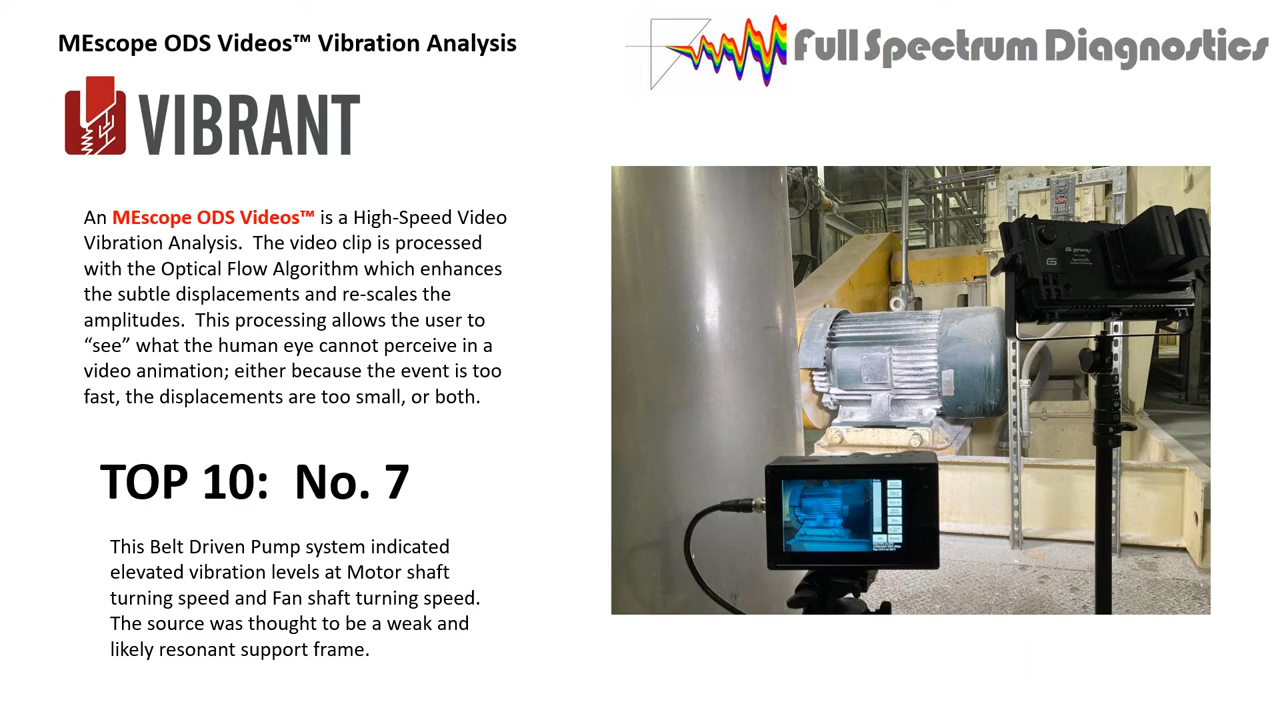 MEscope ODS Videos™ Vibration Analysis
Full Spectrum Diagnostics
VIBRANT
An MEscope ODS Videos™ is a High-Speed Video
Vibration Analysis.  The video clip is processed
with the Optical Flow Algorithm which enhances
the subtle displacements and re-scales the
amplitudes.  This processing allows the user to
“see” what the human eye cannot perceive in a
video animation; either because the event is too
fast, the displacements are too small, or both.
TOP 10:  No. 7
This Belt Driven Pump system indicated
elevated vibration levels at Motor shaft
turning speed and Fan shaft turning speed.
The source was thought to be a weak and
likely resonant support frame.